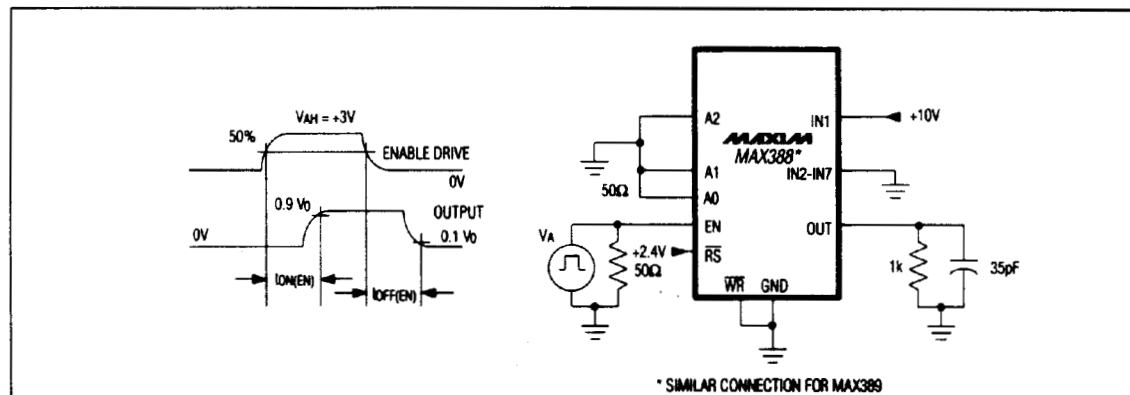 VAH = +3V
50%
ENABLE DRIVE
0V
0.9 VO
OUTPUT
0V
0.1 VO
tON(EN)
tOFF(EN)
A2
IN1
+10V
MAXIM
MAX388*
A1
IN2-IN7
50Ω
A0
EN
OUT
VA
+2.4V
RS
50Ω
1k
35pF
WR GND
* SIMILAR CONNECTION FOR MAX389